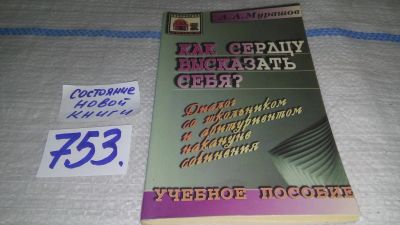 А.А.Мурашов
КАК СЕРДЦУ
ВЫСКАЗАТЬ
СЕБЯ?
Диалог
со школьником
и абитуриентом
накануне
сочинения
УЧЕБНОЕ ПОСОБИЕ
Состояние
новой
книги
753.